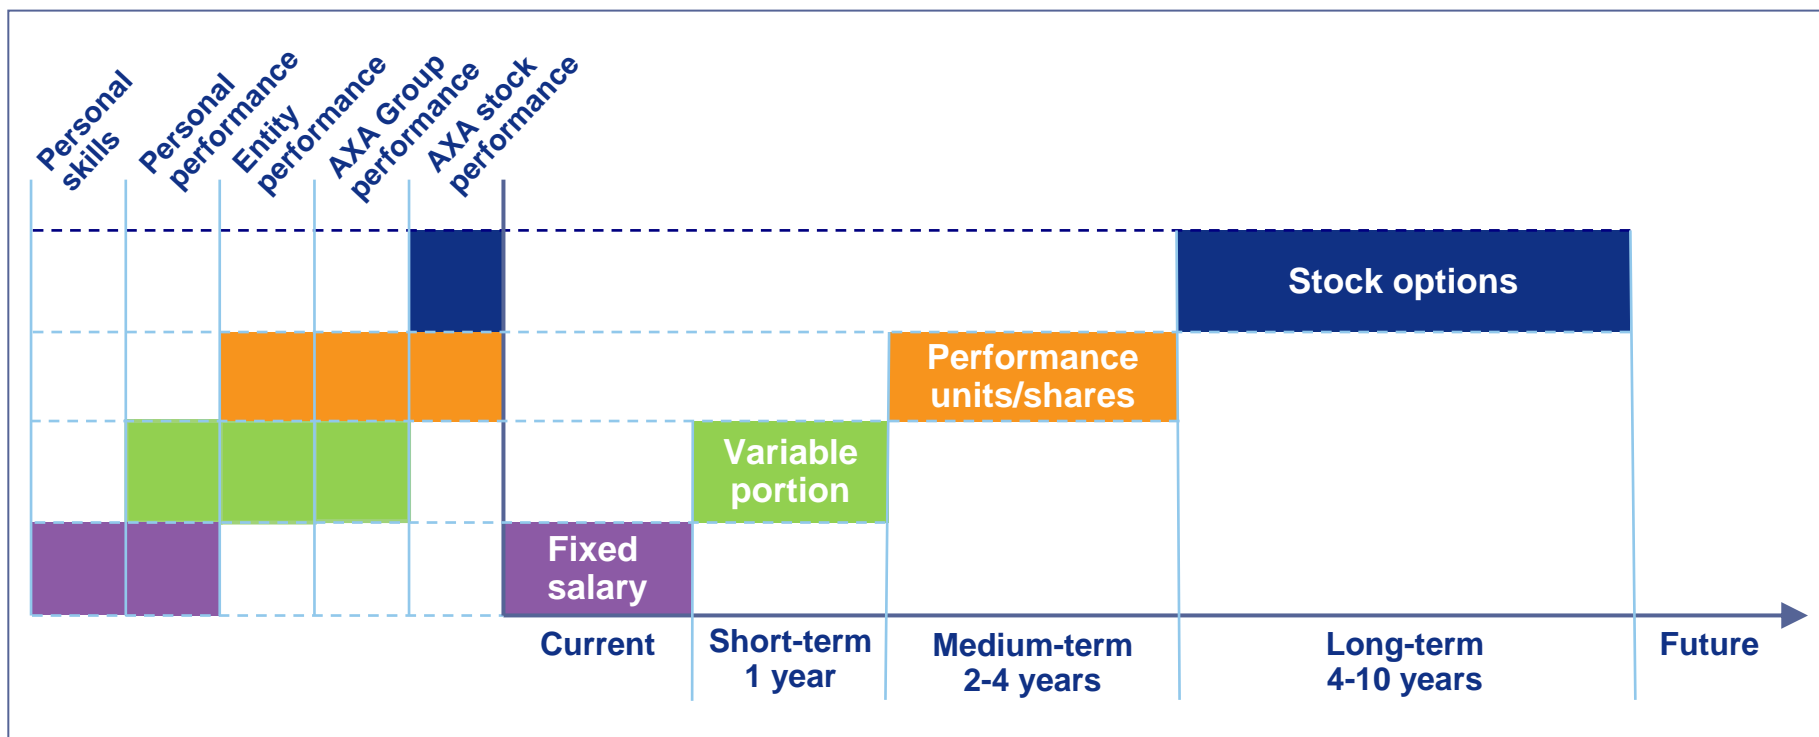 Personal
skills
Personal
performance
Entity
performance
AXA Group
performance
AXA stock
performance
Stock options
Performance
units/shares
Variable
portion
Fixed
salary
Current
Short-term
1 year
Medium-term
2-4 years
Long-term
4-10 years
Future